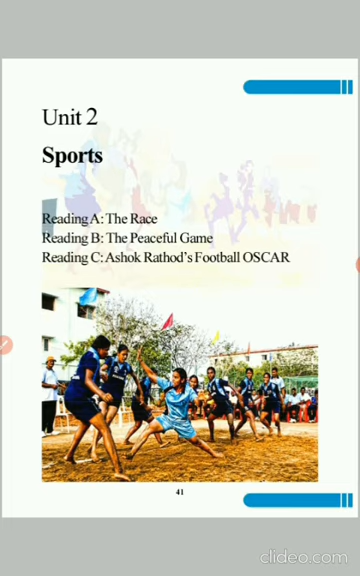 Unit 2
Sports
Reading A: The Race
Reading B: The Peaceful Game
Reading C: Ashok Rathod's Football OSCAR
41
clideo.com